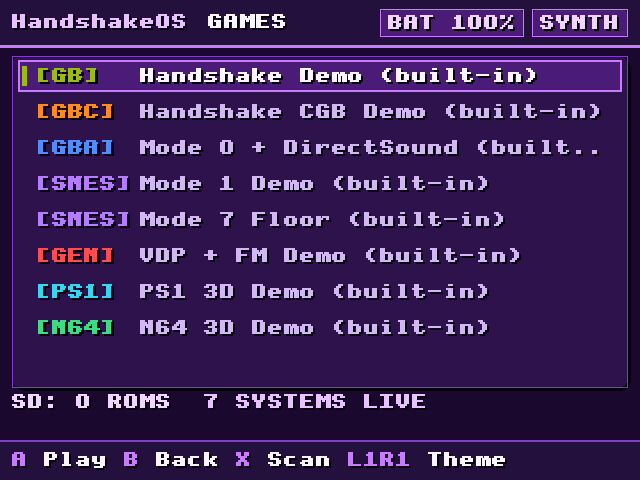 HandshakeOS GAMES BAT 100% SYNTH
[GB] Handshake Demo (built-in)
[GBC] Handshake CGB Demo (built-in)
[GBA] Mode 0 + DirectSound (built..
[SNES] Mode 1 Demo (built-in)
[SNES] Mode 7 Floor (built-in)
[GEN] VDP + FM Demo (built-in)
[PS1] PS1 3D Demo (built-in)
[N64] N64 3D Demo (built-in)
SD: 0 ROMS 7 SYSTEMS LIVE
A Play B Back X Scan L1R1 Theme